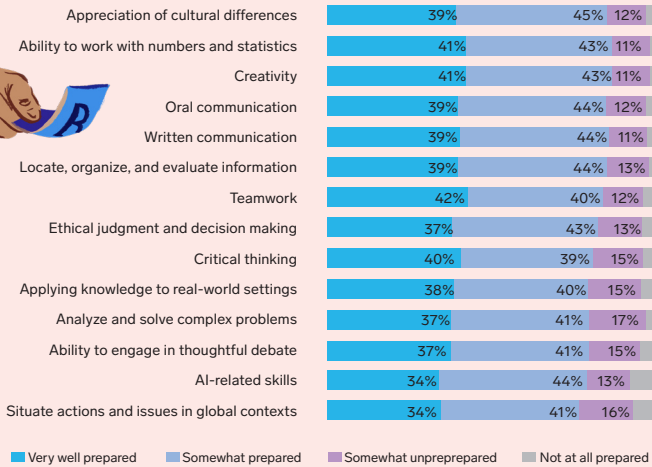 Appreciation of cultural differences 39% 45% 12%
Ability to work with numbers and statistics 41% 43% 11%
Creativity 41% 43% 11%
Oral communication 39% 44% 12%
Written communication 39% 44% 11%
Locate, organize, and evaluate information 39% 44% 13%
Teamwork 42% 40% 12%
Ethical judgment and decision making 37% 43% 13%
Critical thinking 40% 39% 15%
Applying knowledge to real-world settings 38% 40% 15%
Analyze and solve complex problems 37% 41% 17%
Ability to engage in thoughtful debate 37% 41% 15%
AI-related skills 34% 44% 13%
Situate actions and issues in global contexts 34% 41% 16%
Very well prepared Somewhat prepared Somewhat unpreprepared Not at all prepared